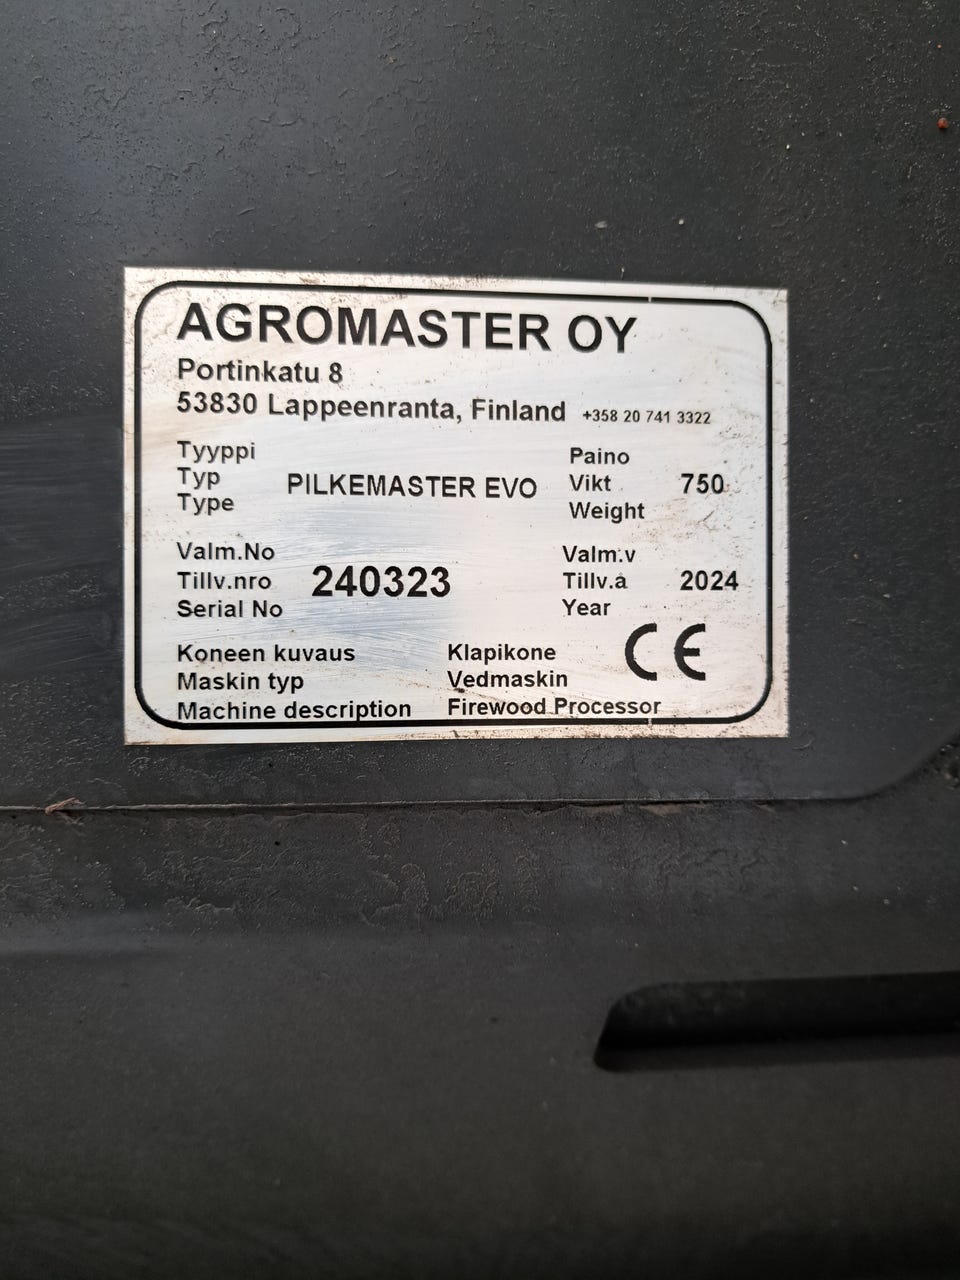 AGROMASTER OY
Portinkatu 8
53830 Lappeenranta, Finland +358 20 741 3322
Tyyppi
Typ
Type
PILKEMASTER EVO
Paino
Vikt
Weight
750
Valm.No
Tillv.nro
Serial No
240323
Valm.v
Tillv.å
Year
2024
Koneen kuvaus Klapikone
Maskin typ Vedmaskin
Machine description Firewood Processor
CE